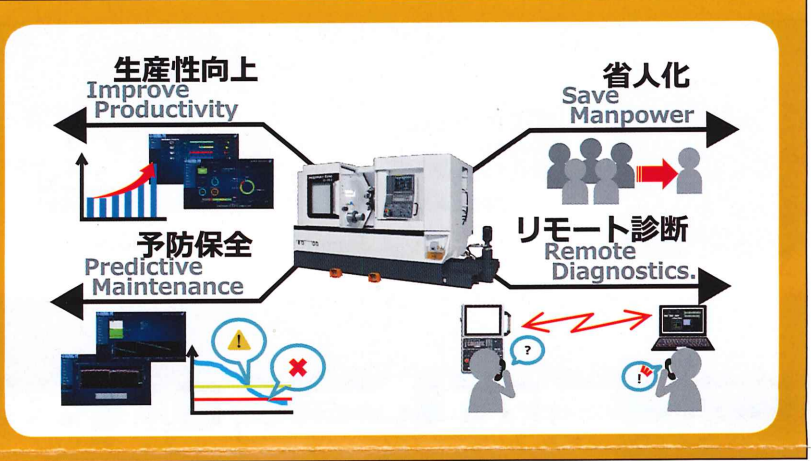 生産性向上
Improve
Productivity
省人化
Save
Manpower
予防保全
Predictive
Maintenance
リモート診断
Remote
Diagnostics.
!
?
!